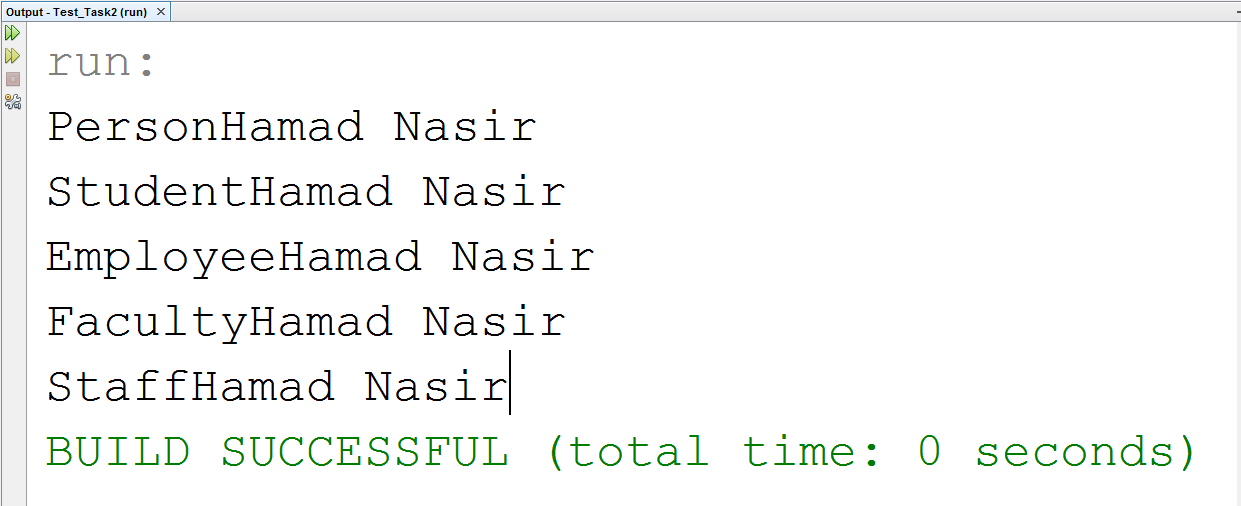 Output - Test_Task2 (run)
run:
PersonHamad Nasir
StudentHamad Nasir
EmployeeHamad Nasir
FacultyHamad Nasir
StaffHamad Nasir
BUILD SUCCESSFUL (total time: 0 seconds)